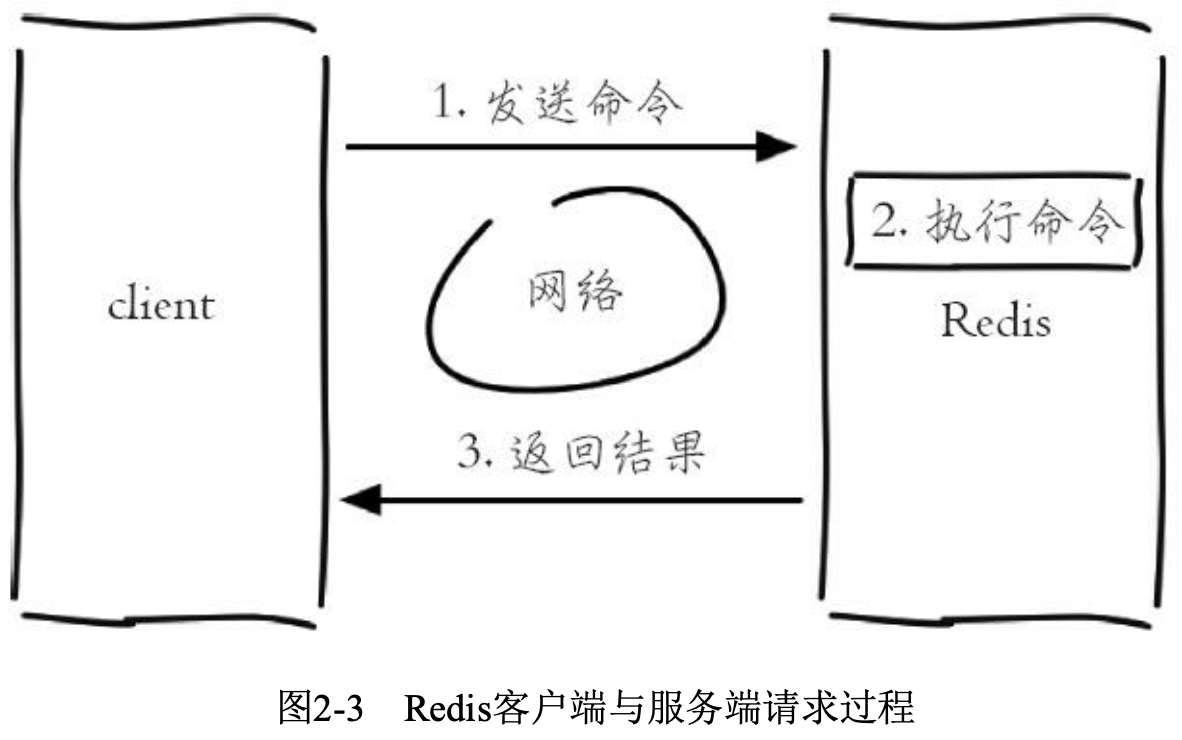 1. 发送命令
2. 执行命令
网络
client
Redis
3. 返回结果
图2-3 Redis客户端与服务端请求过程